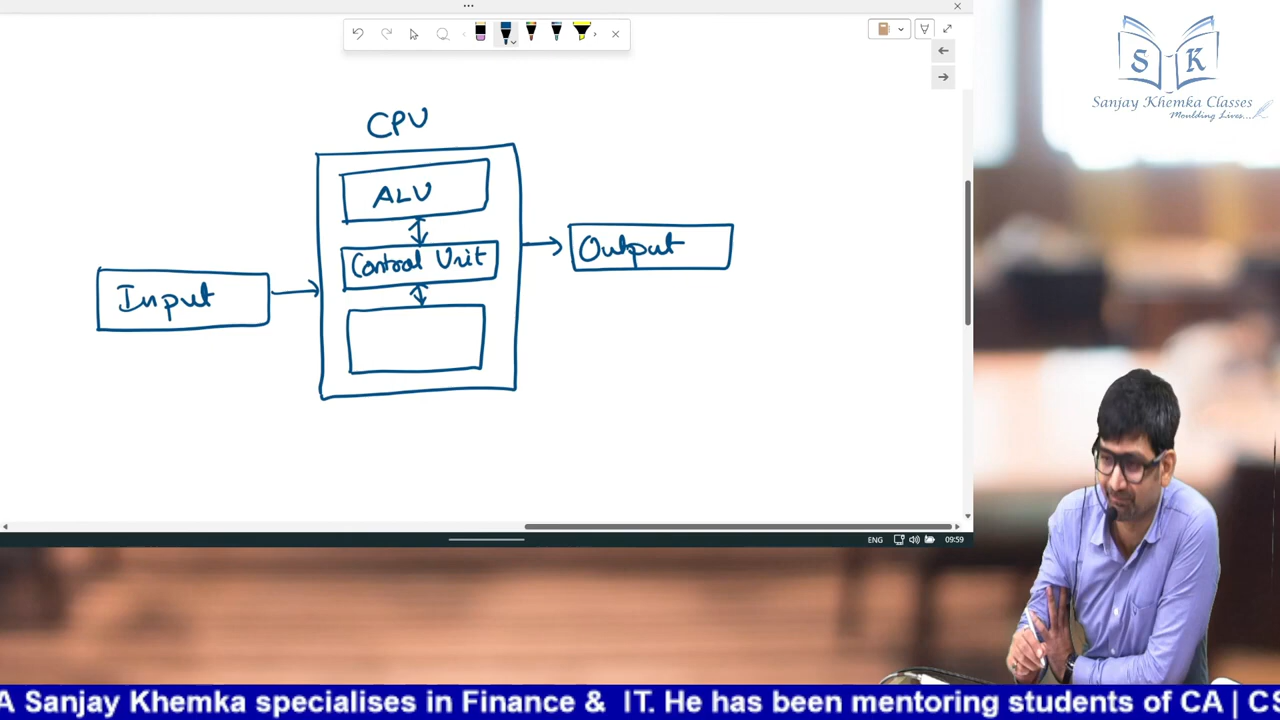 S K
Sanjay Khemka Classes
Moulding Lives...
CPU
ALU
Control Unit
Input
Output
ENG 09:59
A Sanjay Khemka specialises in Finance & IT. He has been mentoring students of CA | CS